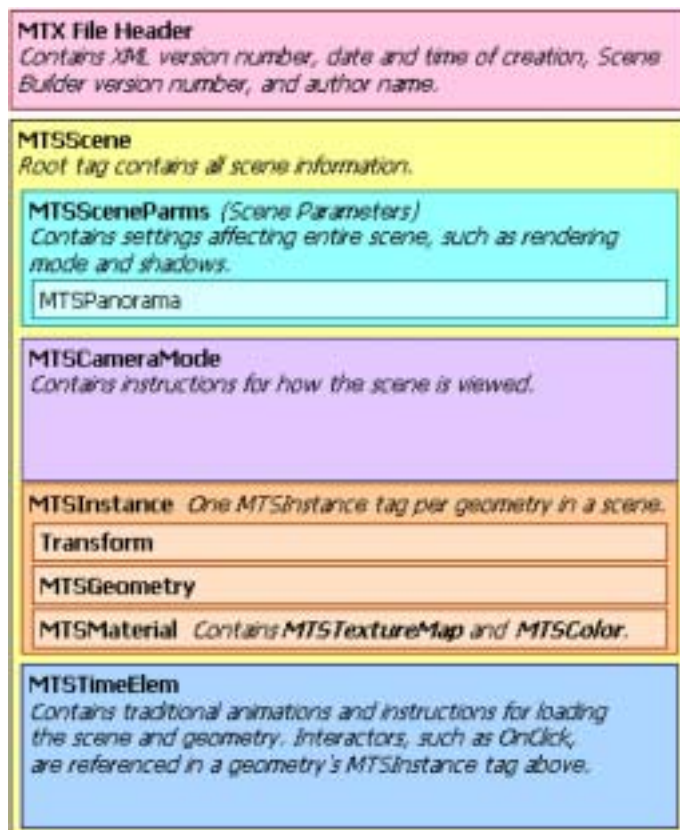 MTX File Header
Contains XML version number, date and time of creation, Scene
Builder version number, and author name.
MTSScene
Root tag contains all scene information.
MTSSceneParms (Scene Parameters)
Contains settings affecting entire scene, such as rendering
mode and shadows.
MTSPanorama
MTSCameraMode
Contains instructions for how the scene is viewed.
MTSInstance One MTSInstance tag per geometry in a scene.
Transform
MTSGeometry
MTSMaterial Contains MTSTextureMap and MTSColor.
MTSTimeElem
Contains traditional animations and instructions for loading
the scene and geometry. Interactors, such as OnClick,
are referenced in a geometry's MTSInstance tag above.